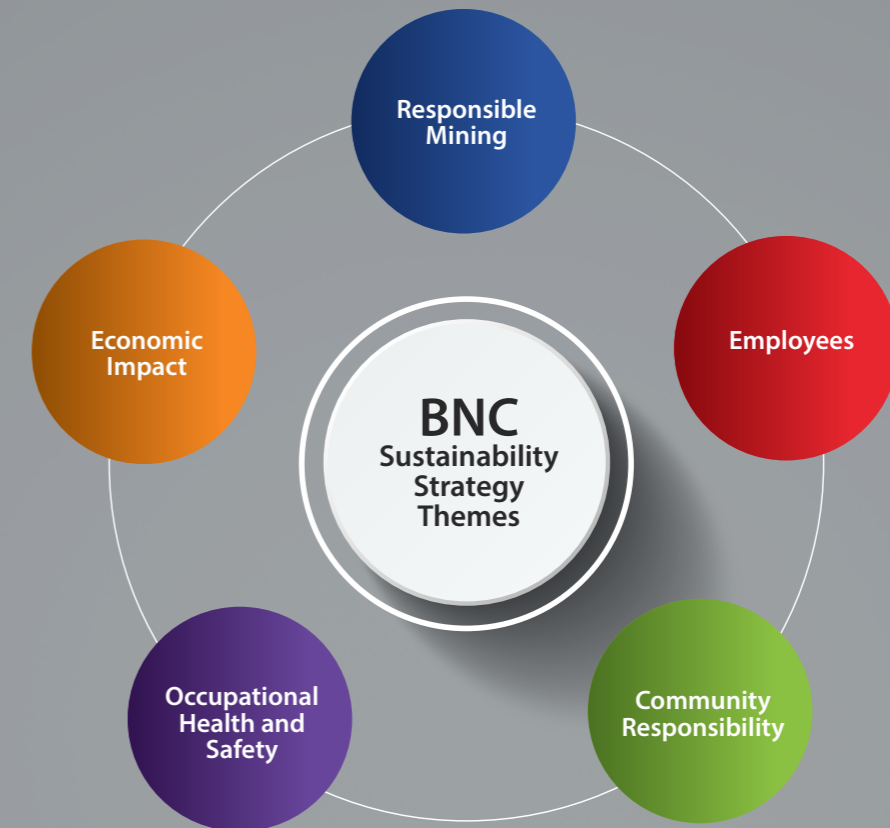 Responsible
Mining
Economic
Impact
Employees
BNC
Sustainability
Strategy
Themes
Occupational
Health and
Safety
Community
Responsibility